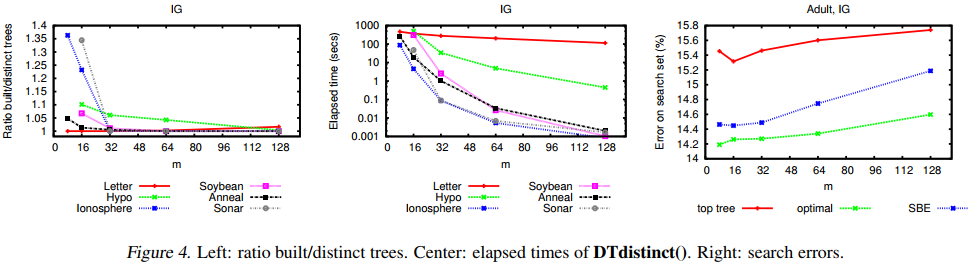 IG
Ratio built/distinct trees
1.4
1.35
1.3
1.25
1.2
1.15
1.1
1.05
1
0 16 32 48 64 80 96 112 128
m
Letter
Hypo
Ionosphere
Soybean
Anneal
Sonar
IG
Elapsed time (secs)
1000
100
10
1
0.1
0.01
0.001
0 16 32 48 64 80 96 112 128
m
Letter
Hypo
Ionosphere
Soybean
Anneal
Sonar
Adult, IG
Error on search set (%)
15.8
15.6
15.4
15.2
15
14.8
14.6
14.4
14.2
14
0 16 32 48 64 80 96 112 128
m
top tree
optimal
SBE
Figure 4. Left: ratio built/distinct trees. Center: elapsed times of DTdistinct(). Right: search errors.